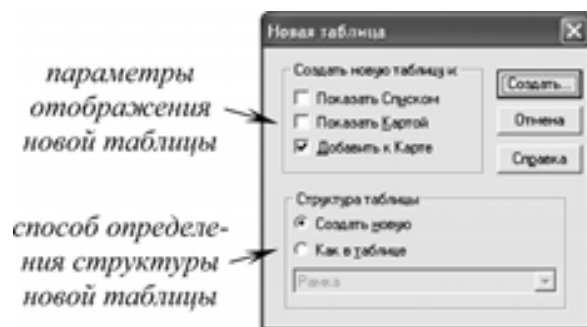 параметры
отображения
новой таблицы
способ определе-
ния структуры
новой таблицы
Новая таблица
Создать новую таблицу и:
Показать Списком
Показать Картой
Добавить к Карте
Создать...
Отмена
Справка
Структура таблицы
Создать новую
Как в таблице
Рамка